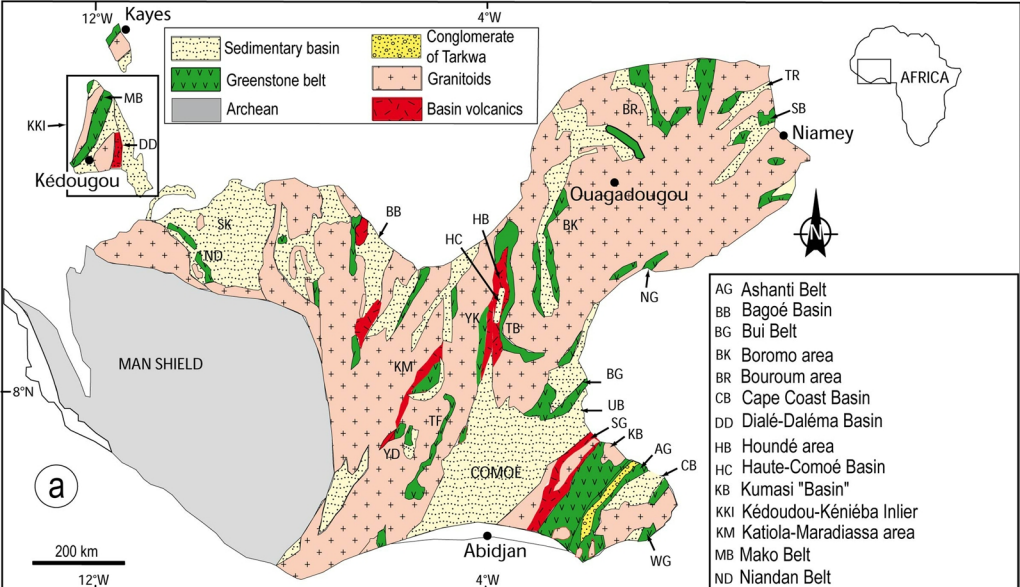 12°W
4°W
Kayes
Sedimentary basin
Greenstone belt
Archean
Conglomerate
of Tarkwa
Granitoids
Basin volcanics
AFRICA
TR
SB
BR
Niamey
MB
KKI
DD
Kédougou
Ouagadougou
BB
HB
HC
BK
SK
ND
NG
N
YK
TB
MAN SHIELD
KM
8°N
BG
UB
TF
SG
KB
AG
CB
YD
COMOÉ
a
Abidjan
WG
200 km
12°W
4°W
AG Ashanti Belt
BB Bagoé Basin
BG Bui Belt
BK Boromo area
BR Bouroum area
CB Cape Coast Basin
DD Dialé-Daléma Basin
HB Houndé area
HC Haute-Comoé Basin
KB Kumasi "Basin"
KKI Kédoudou-Kéniéba Inlier
KM Katiola-Maradiassa area
MB Mako Belt
ND Niandan Belt